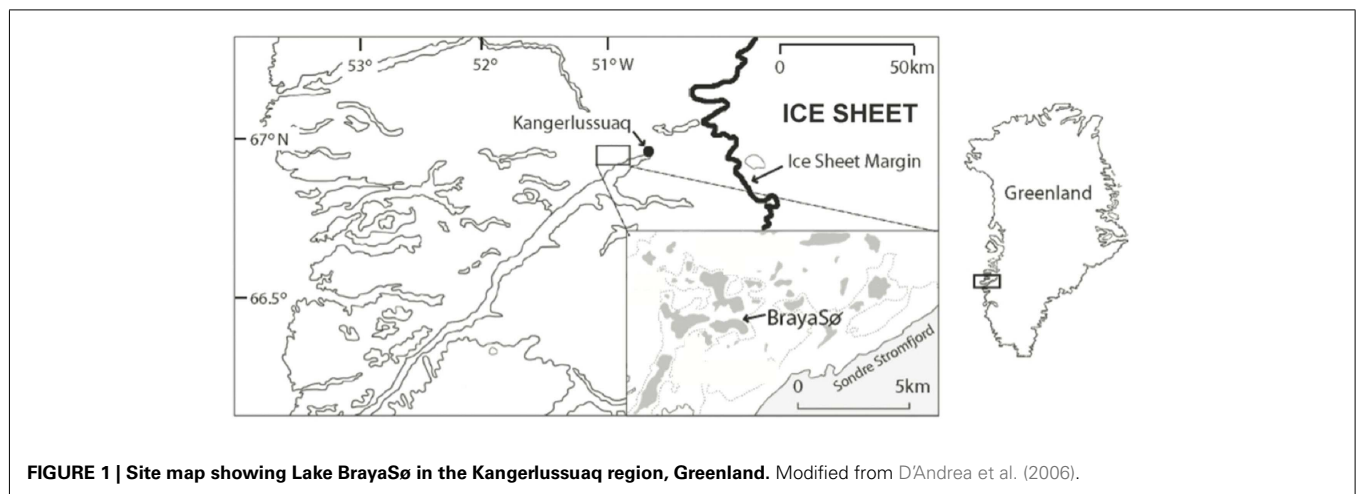 53°
52°
51°W
0
50km
ICE SHEET
Kangerlussuaq
67°N
Ice Sheet Margin
Greenland
66.5°
BrayaSø
Sondre Stromfjord
0
5km
FIGURE 1 | Site map showing Lake BrayaSø in the Kangerlussuaq region, Greenland. Modified from D'Andrea et al. (2006).